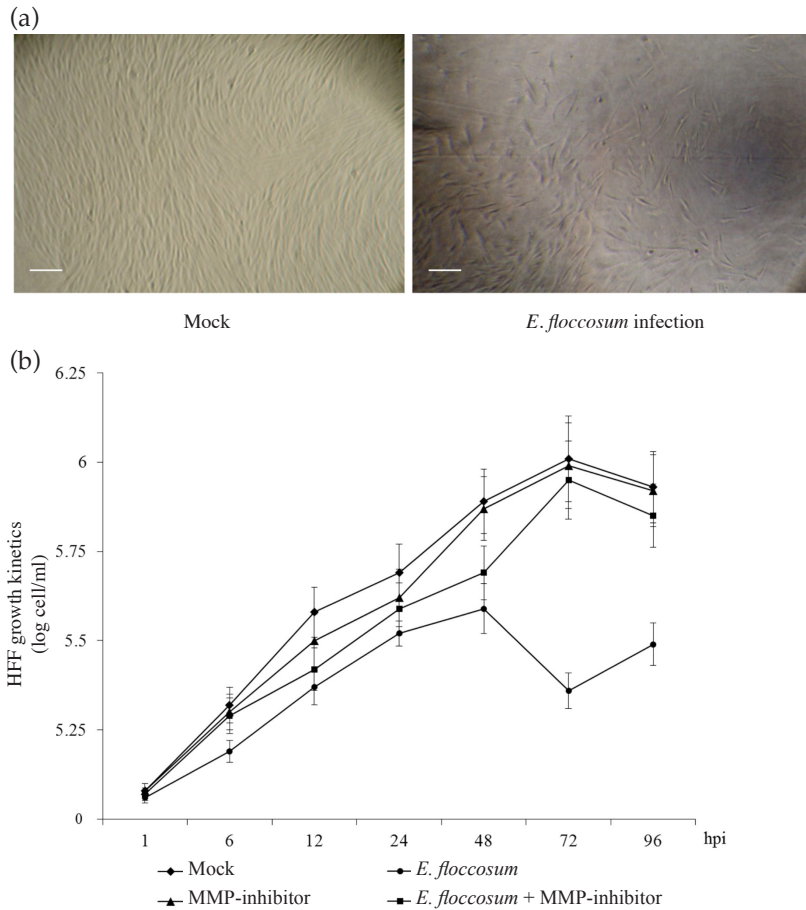 (a)
Mock
E. floccosum infection
(b)
6.25
6
5.75
5.5
5.25
0
HFF growth kinetics
(log cell/ml)
1 6 12 24 48 72 96 hpi
Mock E. floccosum
MMP-inhibitor E. floccosum + MMP-inhibitor